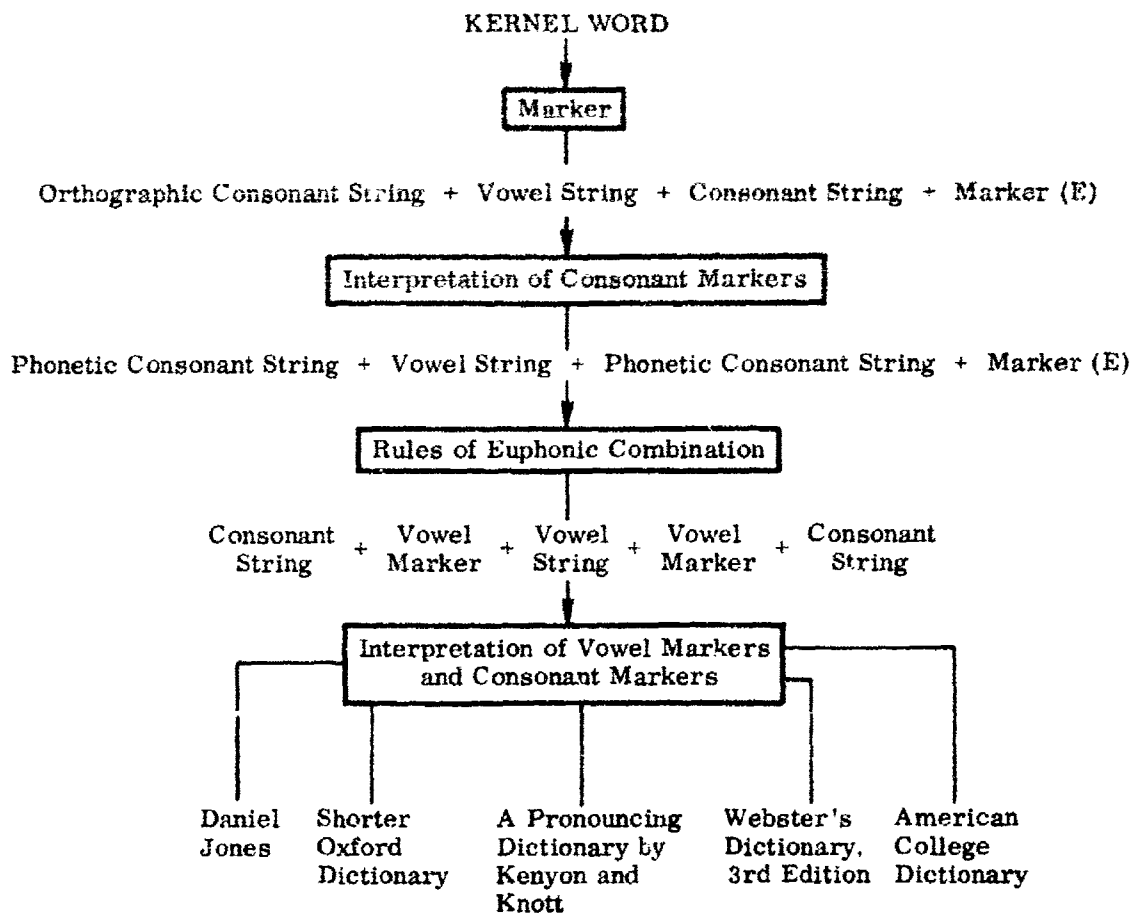 KERNEL WORD
Marker
Orthographic Consonant String + Vowel String + Consonant String + Marker (E)
Interpretation of Consonant Markers
Phonetic Consonant String + Vowel String + Phonetic Consonant String + Marker (E)
Rules of Euphonic Combination
Consonant String + Vowel Marker + Vowel String + Vowel Marker + Consonant String
Interpretation of Vowel Markers
and Consonant Markers
Daniel
Jones
Shorter
Oxford
Dictionary
A Pronouncing
Dictionary by
Kenyon and
Knott
Webster's
Dictionary,
3rd Edition
American
College
Dictionary